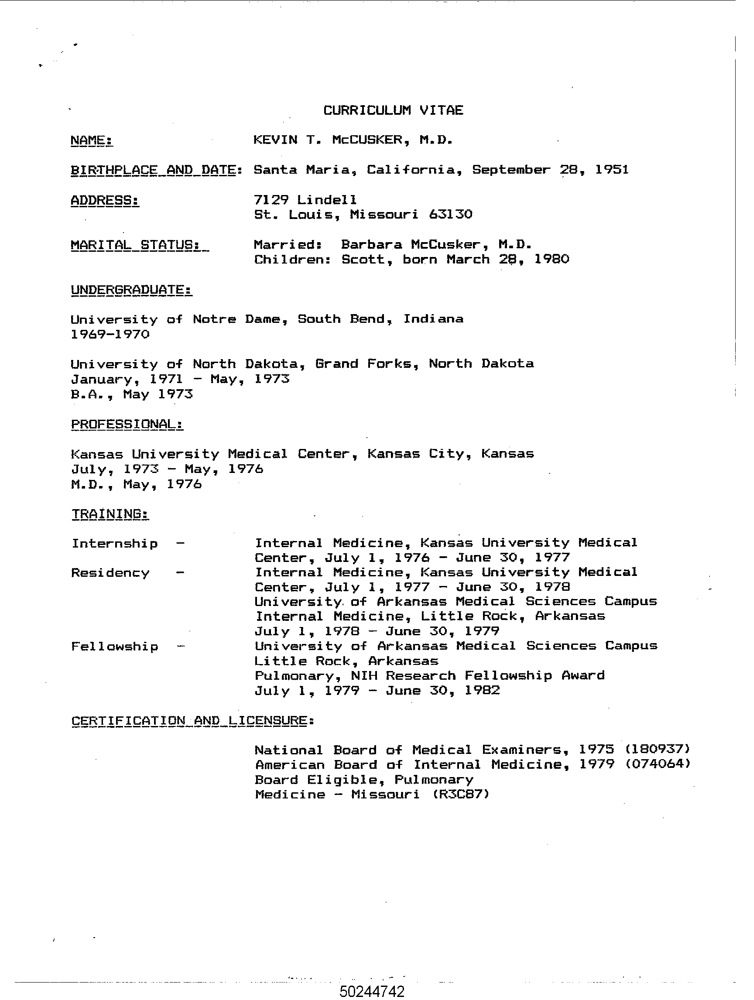 CURRICULUM VITAE
NAME: KEVIN T. McCUSKER, M.D.
BIRTHPLACE AND DATE: Santa Maria, California, September 28, 1951
ADDRESS: 7129 Lindell
St. Louis, Missouri 63130
MARITAL STATUS: Married: Barbara McCusker, M.D.
Children: Scott, born March 28, 1980
UNDERGRADUATE:
University of Notre Dame, South Bend, Indiana
1969-1970
University of North Dakota, Grand Forks, North Dakota
January, 1971 - May, 1973
B.A., May 1973
PROFESSIONAL:
Kansas University Medical Center, Kansas City, Kansas
July, 1973 - May, 1976
M.D., May, 1976
TRAINING:
Internship - Internal Medicine, Kansas University Medical
Center, July 1, 1976 - June 30, 1977
Residency - Internal Medicine, Kansas University Medical
Center, July 1, 1977 - June 30, 1978
University of Arkansas Medical Sciences Campus
Internal Medicine, Little Rock, Arkansas
July 1, 1978 - June 30, 1979
Fellowship - University of Arkansas Medical Sciences Campus
Little Rock, Arkansas
Pulmonary, NIH Research Fellowship Award
July 1, 1979 - June 30, 1982
CERTIFICATION AND LICENSURE:
National Board of Medical Examiners, 1975 (180937)
American Board of Internal Medicine, 1979 (074064)
Board Eligible, Pulmonary
Medicine - Missouri (R3C87)
50244742